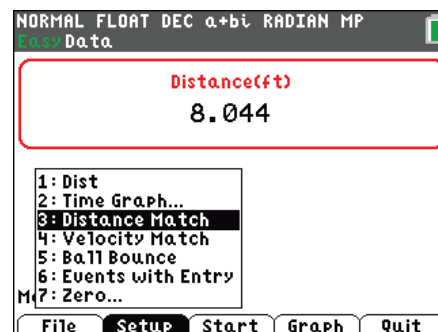 NORMAL FLOAT DEC a+bi RADIAN MP
EasyData
Distance(ft)
8.044
1: Dist
2: Time Graph...
3: Distance Match
4: Velocity Match
5: Ball Bounce
6: Events with Entry
7: Zero...
File Setup Start Graph Quit